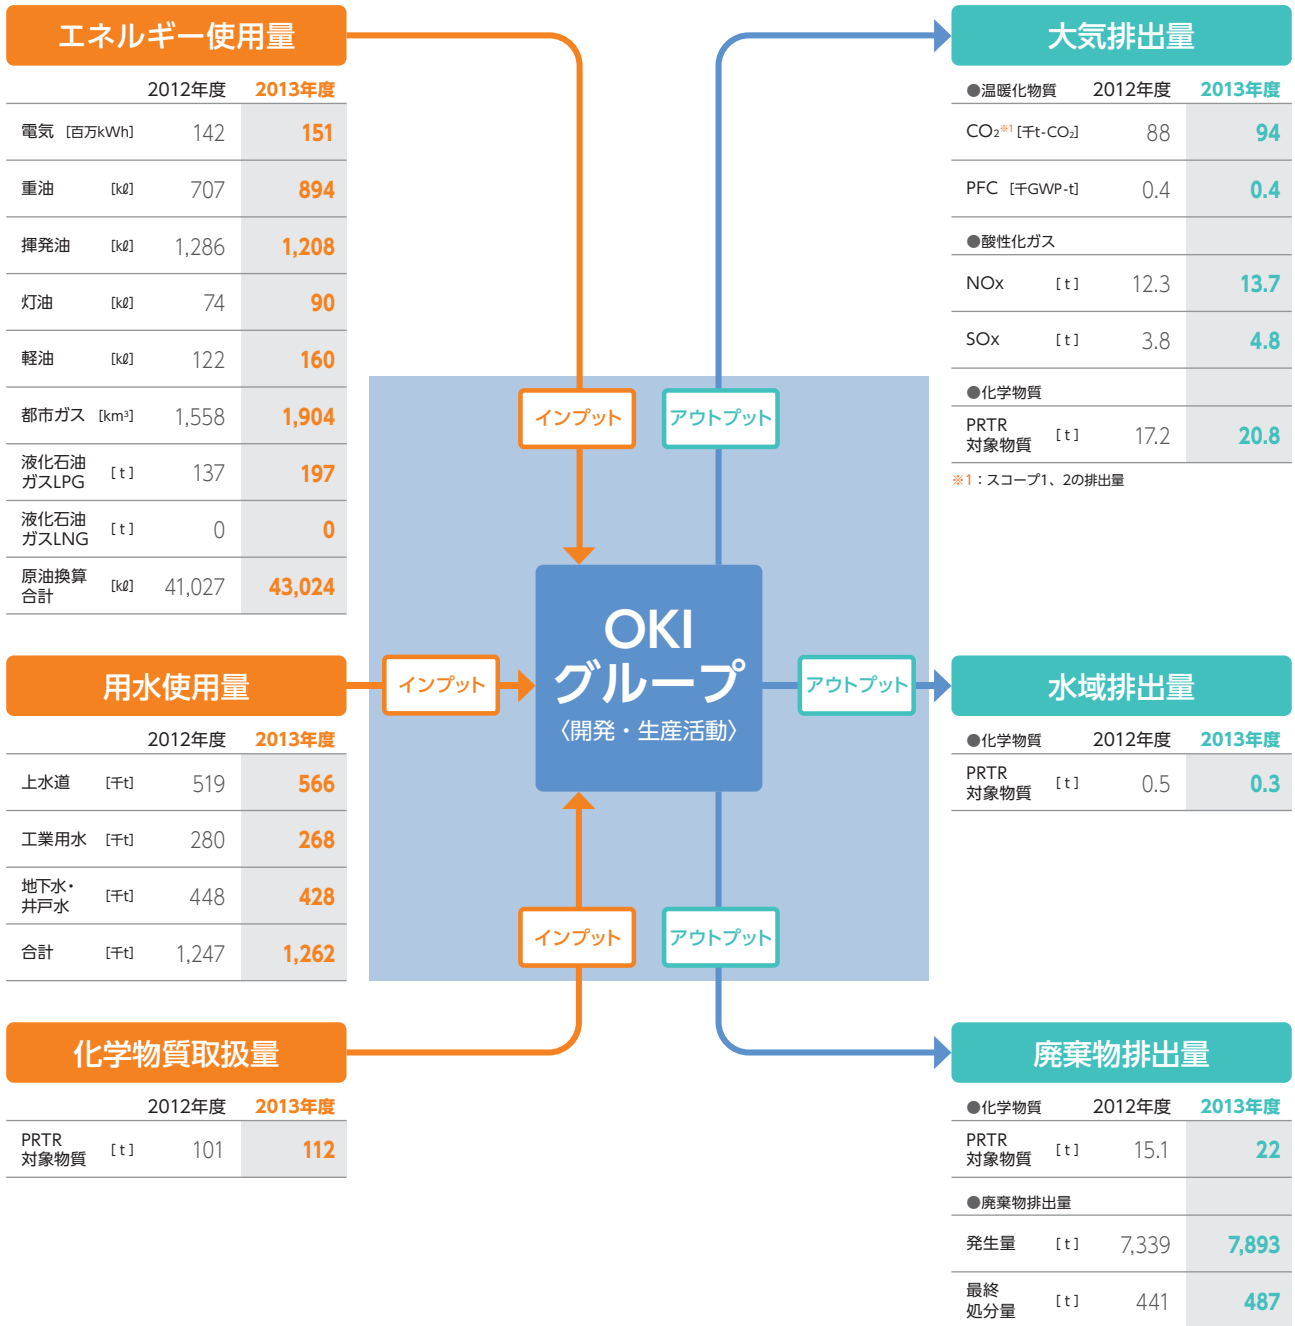 エネルギー使用量
2012年度 2013年度
電気 [百万kWh] 142 151
重油 [kℓ] 707 894
揮発油 [kℓ] 1,286 1,208
灯油 [kℓ] 74 90
軽油 [kℓ] 122 160
都市ガス [km³] 1,558 1,904
液化石油
ガスLPG [t] 137 197
液化石油
ガスLNG [t] 0 0
原油換算
合計 [kℓ] 41,027 43,024
用水使用量
2012年度 2013年度
上水道 [千t] 519 566
工業用水 [千t] 280 268
地下水・
井戸水 [千t] 448 428
合計 [千t] 1,247 1,262
化学物質取扱量
2012年度 2013年度
PRTR
対象物質 [t] 101 112
インプット
アウトプット
インプット
OKI
グループ
〈開発・生産活動〉
アウトプット
インプット
アウトプット
大気排出量
●温暖化物質 2012年度 2013年度
CO₂※1 [千t-CO₂] 88 94
PFC [千GWP-t] 0.4 0.4
●酸性化ガス
NOx [t] 12.3 13.7
SOx [t] 3.8 4.8
●化学物質
PRTR
対象物質 [t] 17.2 20.8
※1：スコープ1、2の排出量
水域排出量
●化学物質 2012年度 2013年度
PRTR
対象物質 [t] 0.5 0.3
廃棄物排出量
●化学物質 2012年度 2013年度
PRTR
対象物質 [t] 15.1 22
●廃棄物排出量
発生量 [t] 7,339 7,893
最終
処分量 [t] 441 487